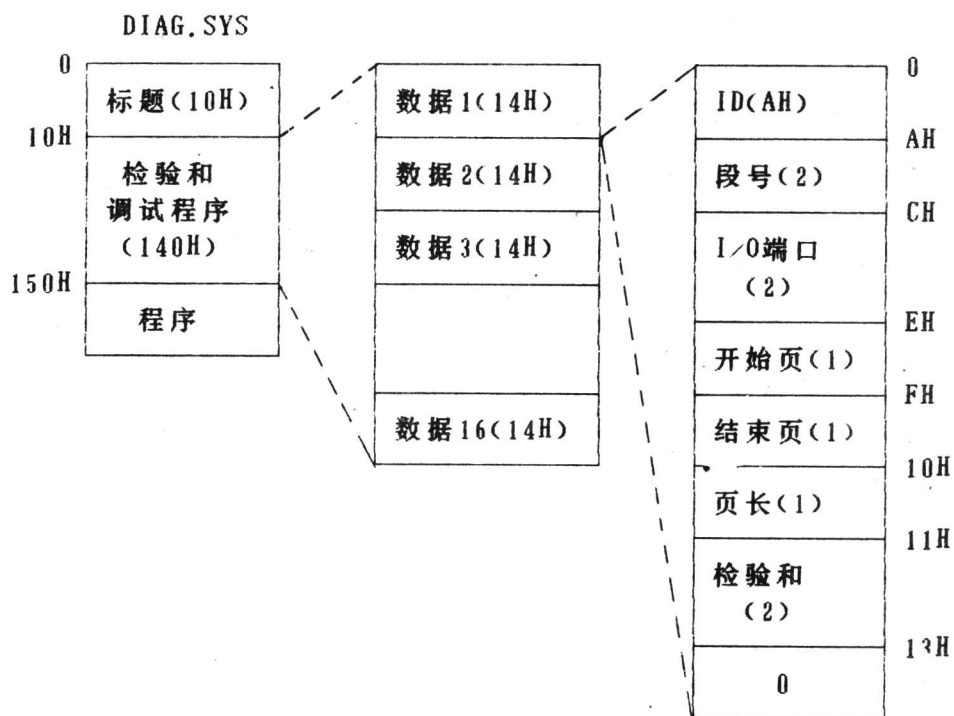 DIAG.SYS
0
标题(10H)
10H
检验和
调试程序
(140H)
150H
程序
数据1(14H)
数据2(14H)
数据3(14H)
数据16(14H)
0
ID(AH)
AH
段号(2)
CH
I/O端口
(2)
EH
开始页(1)
FH
结束页(1)
10H
页长(1)
11H
检验和
(2)
13H
0